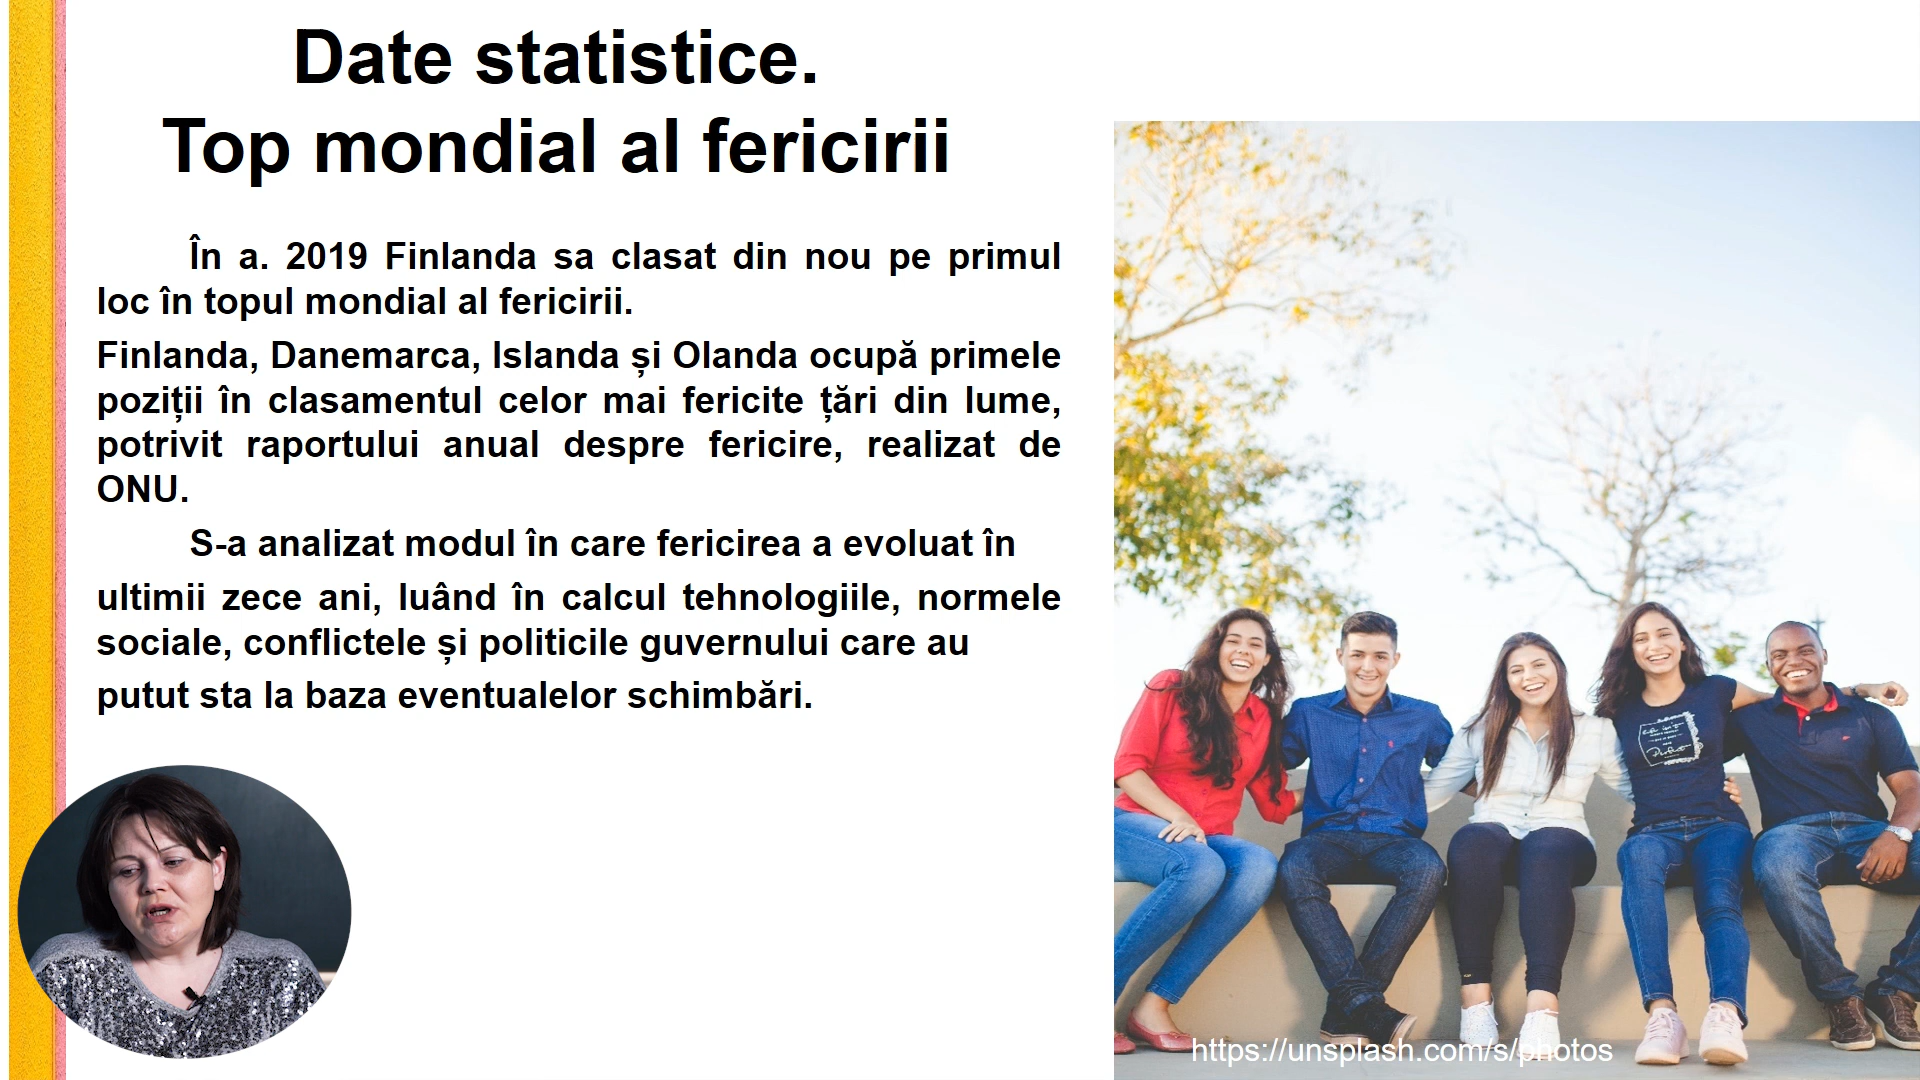 Date statistice.
Top mondial al fericirii
În a. 2019 Finlanda sa clasat din nou pe primul
loc în topul mondial al fericirii.
Finlanda, Danemarca, Islanda și Olanda ocupă primele
poziții în clasamentul celor mai fericite țări din lume,
potrivit raportului anual despre fericire, realizat de
ONU.
S-a analizat modul în care fericirea a evoluat în
ultimii zece ani, luând în calcul tehnologiile, normele
sociale, conflictele și politicile guvernului care au
putut sta la baza eventualelor schimbări.
https://unsplash.com/s/photos